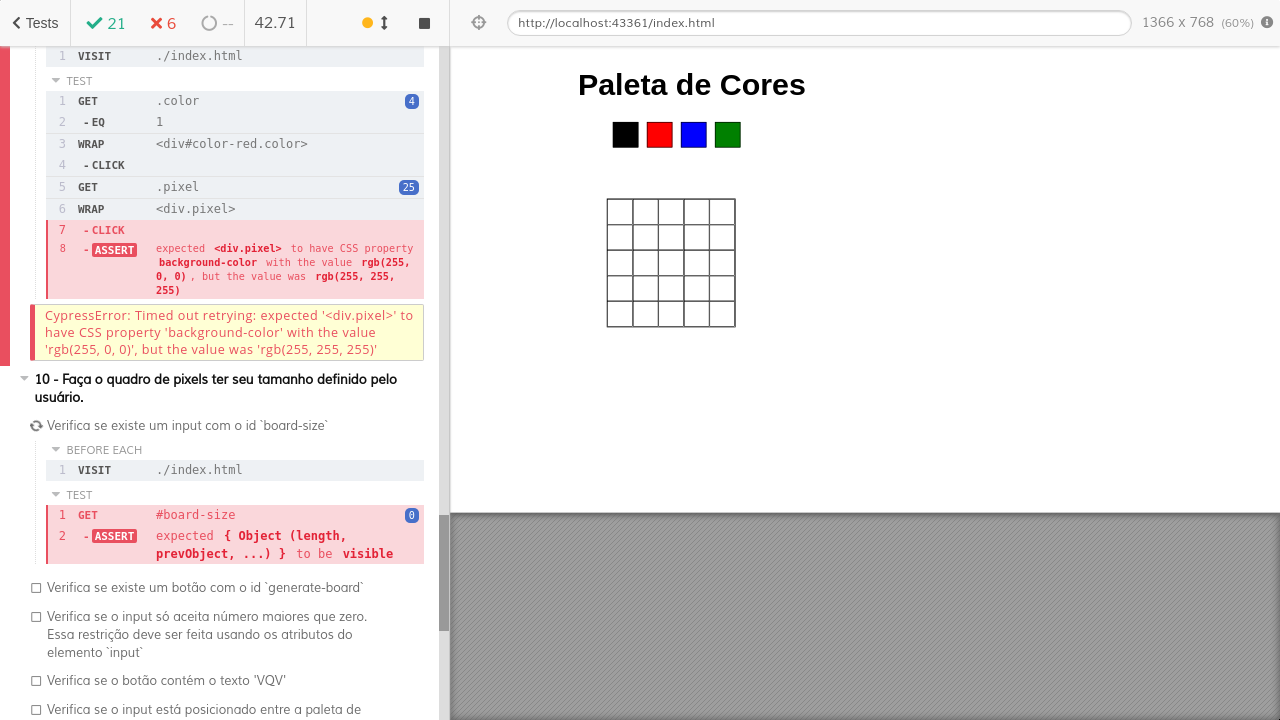 Tests 21 6 -- 42.71
http://localhost:43361/index.html 1366 x 768 (60%)
1 VISIT ./index.html
TEST
1 GET .color 4
2 - EQ 1
3 WRAP <div#color-red.color>
4 - CLICK
5 GET .pixel 25
6 WRAP <div.pixel>
7 - CLICK
8 - ASSERT expected <div.pixel> to have CSS property
background-color with the value rgb(255,
0, 0) , but the value was rgb(255, 255,
255)
CypressError: Timed out retrying: expected '<div.pixel>' to
have CSS property 'background-color' with the value
'rgb(255, 0, 0)', but the value was 'rgb(255, 255, 255)'
10 - Faça o quadro de pixels ter seu tamanho definido pelo
usuário.
Verifica se existe um input com o id `board-size`
BEFORE EACH
1 VISIT ./index.html
TEST
1 GET #board-size 0
2 - ASSERT expected { Object (length,
prevObject, ...) } to be visible
Verifica se existe um botão com o id `generate-board`
Verifica se o input só aceita número maiores que zero.
Essa restrição deve ser feita usando os atributos do
elemento `input`
Verifica se o botão contém o texto 'VQV'
Verifica se o input está posicionado entre a paleta de
Paleta de Cores